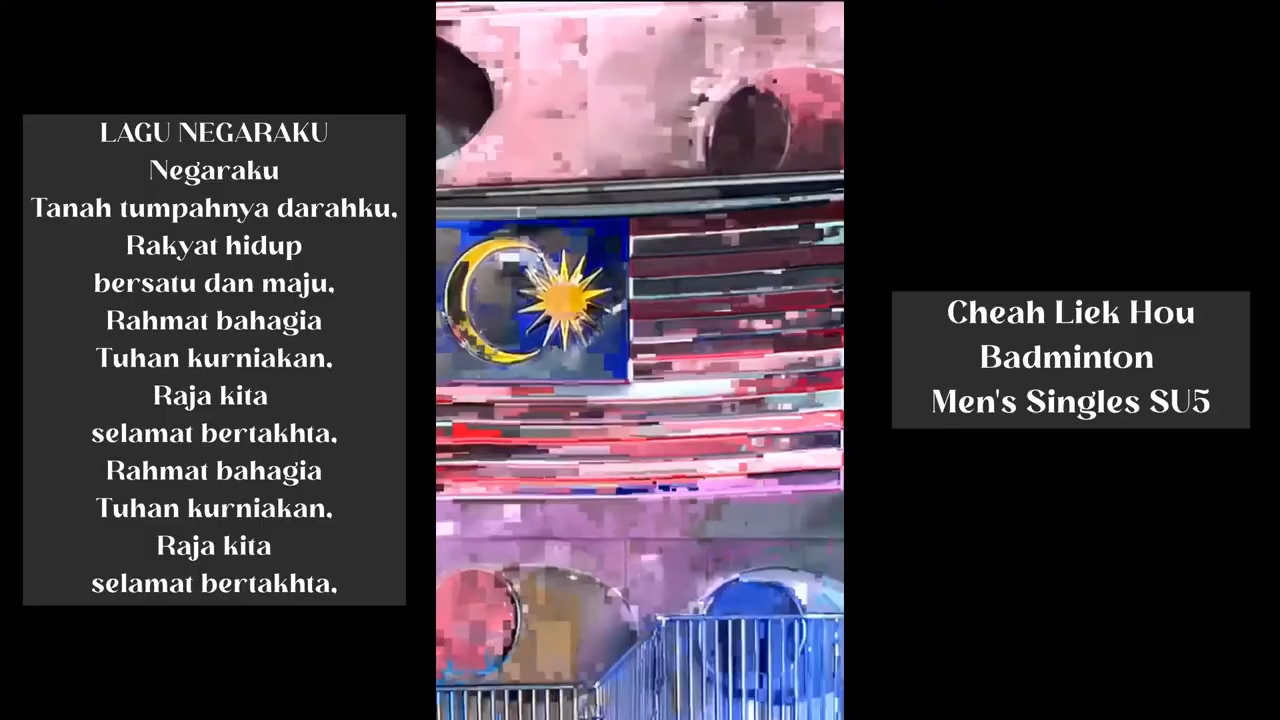 LAGU NEGARAKU
Negaraku
Tanah tumpahnya darahku,
Rakyat hidup
bersatu dan maju,
Rahmat bahagia
Tuhan kurniakan,
Raja kita
selamat bertakhta,
Rahmat bahagia
Tuhan kurniakan,
Raja kita
selamat bertakhta,
Cheah Liek Hou
Badminton
Men's Singles SU5